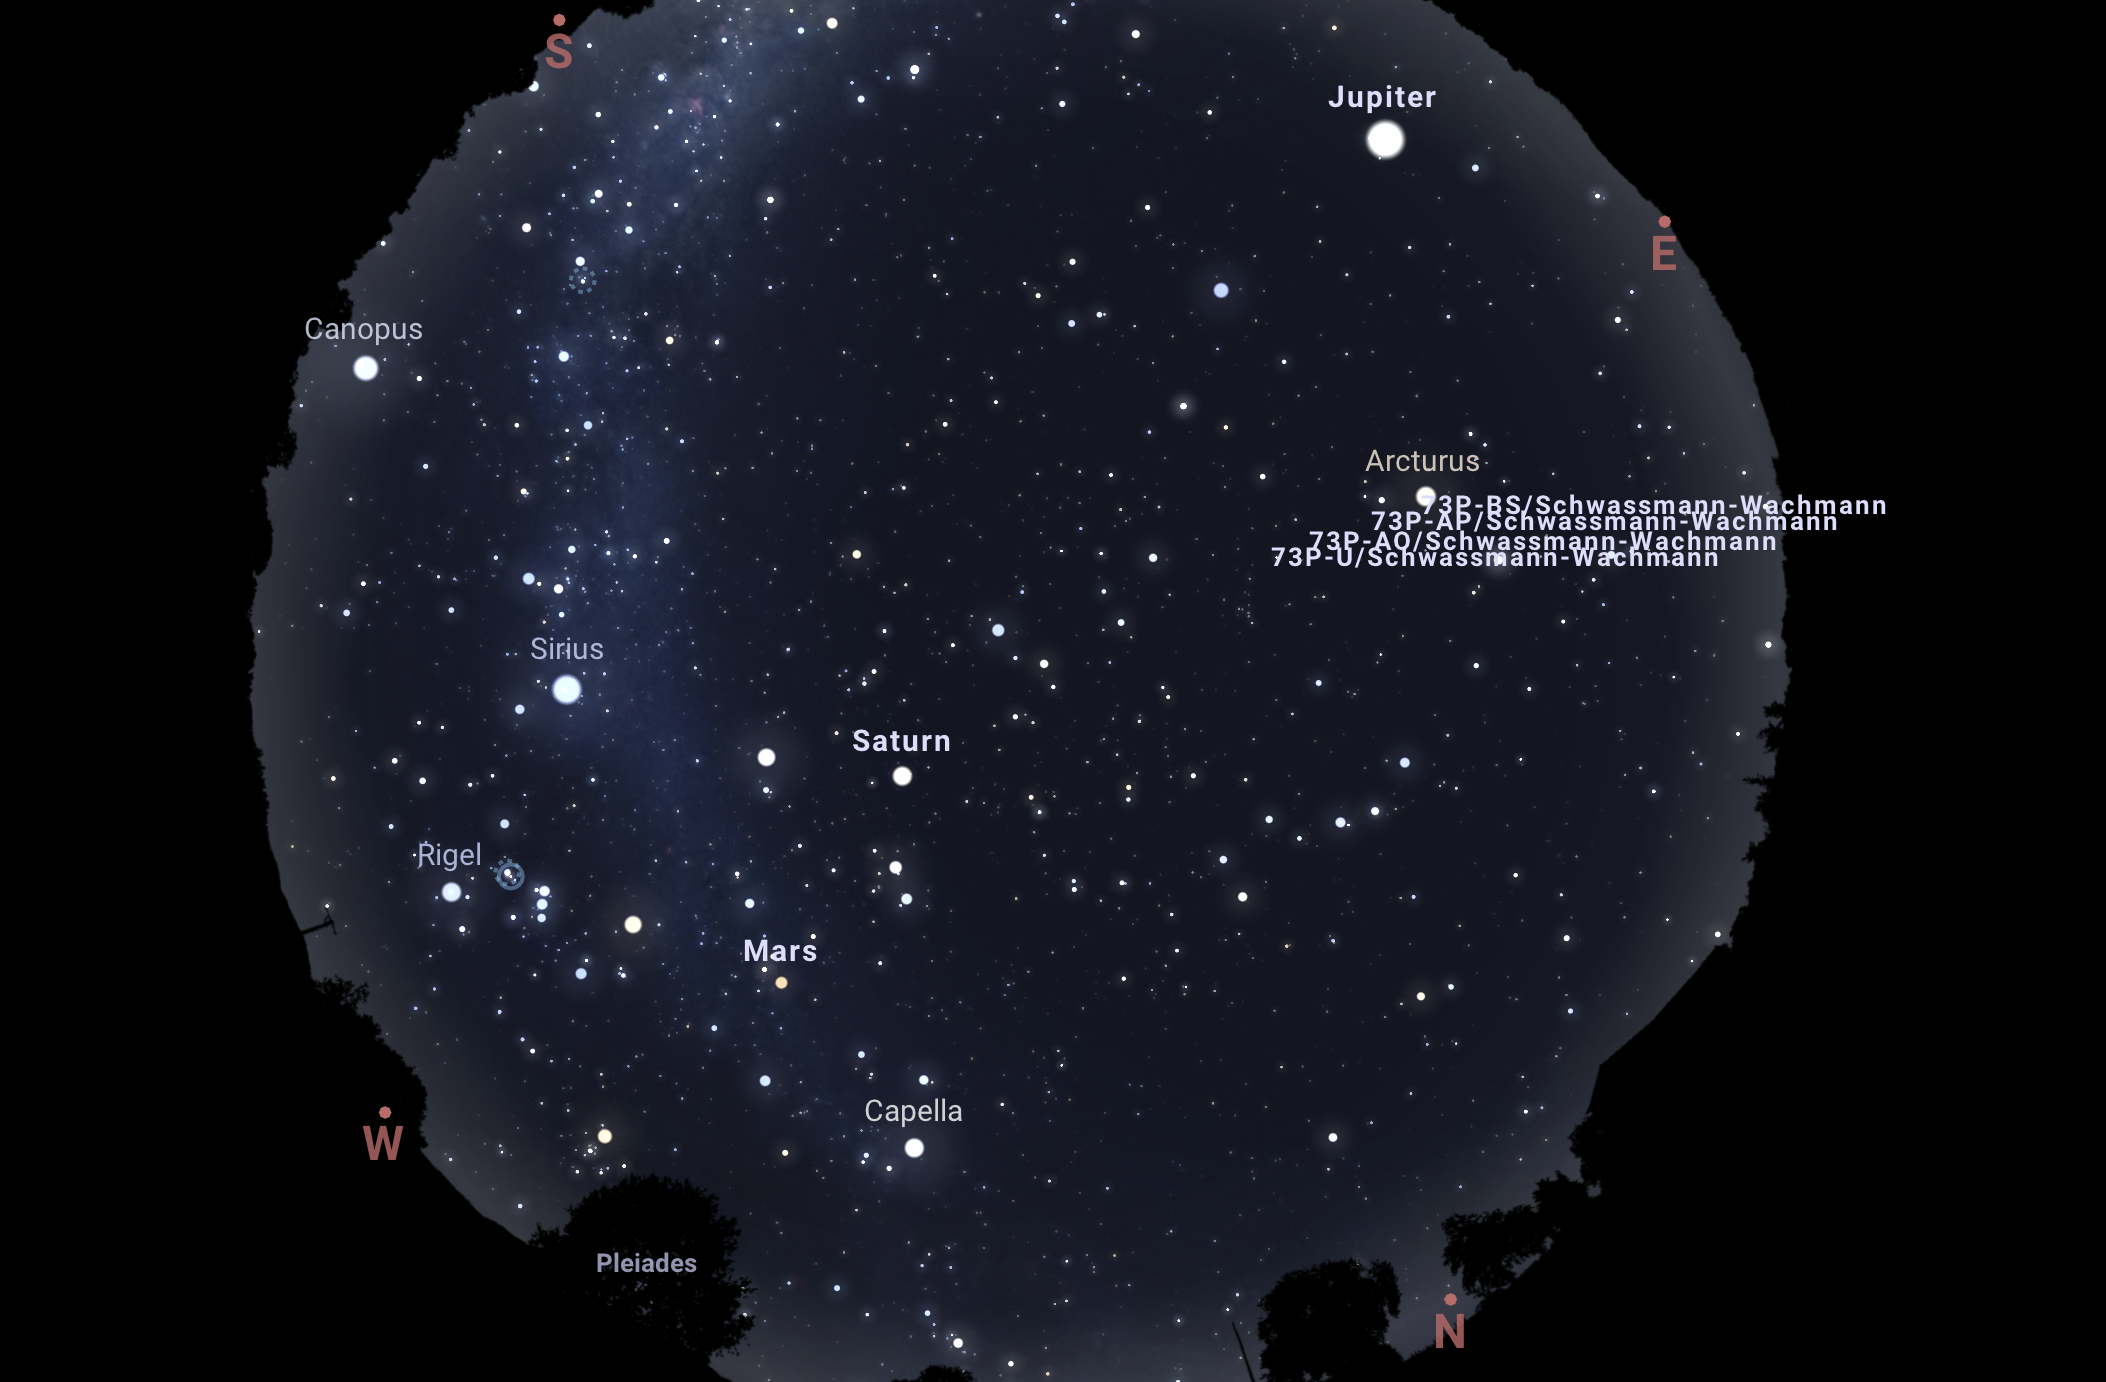 S
Jupiter
E
Canopus
Arcturus
73P-BS/Schwassmann-Wachmann
73P-AP/Schwassmann-Wachmann
73P-AO/Schwassmann-Wachmann
73P-U/Schwassmann-Wachmann
Sirius
Saturn
Rigel
Mars
Capella
W
Pleiades
N